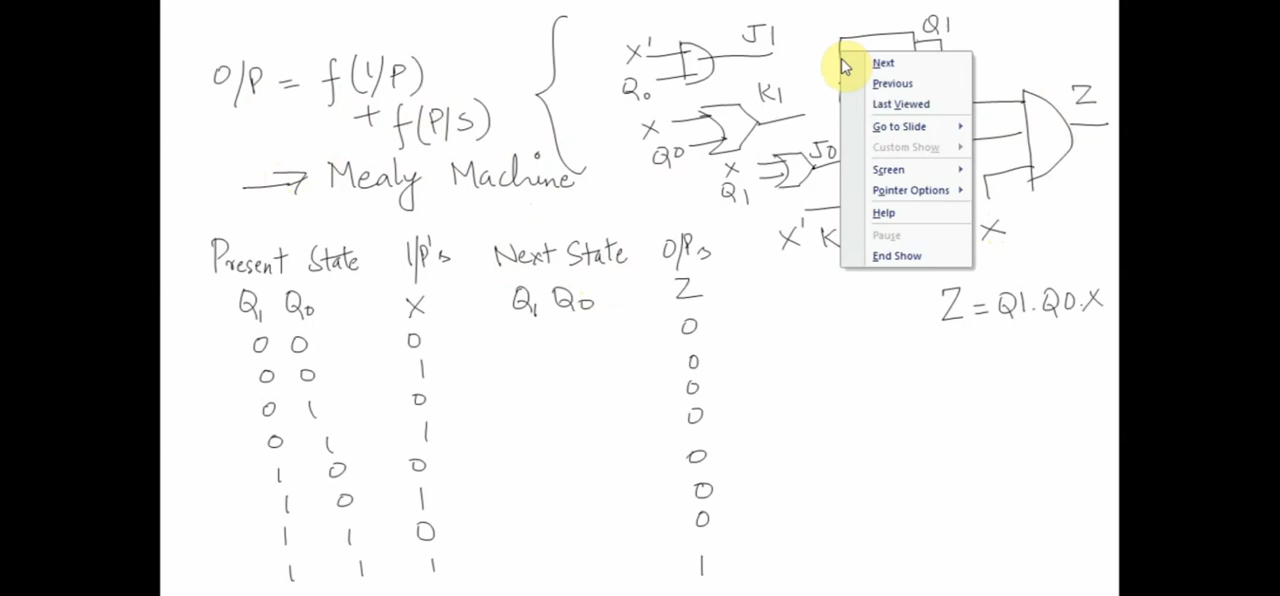 O/P = f(I/P)
+ f(P/S)
→ Mealy Machine
X'
Q0
J1
X
Q0
K1
X
Q1
J0
X' K
Q1
Next
Previous
Last Viewed
Go to Slide
Custom Show
Screen
Pointer Options
Help
Pause
End Show
Z
X
Z = Q1.Q0.X
Present State I/P's Next State O/Ps
Q1 Q0 X Q1 Q0 Z
0 0 0 0
0 0 1 0
0 1 0 0
0 1 1 0
1 0 0 0
1 0 1 0
1 1 0 0
1 1 1 1